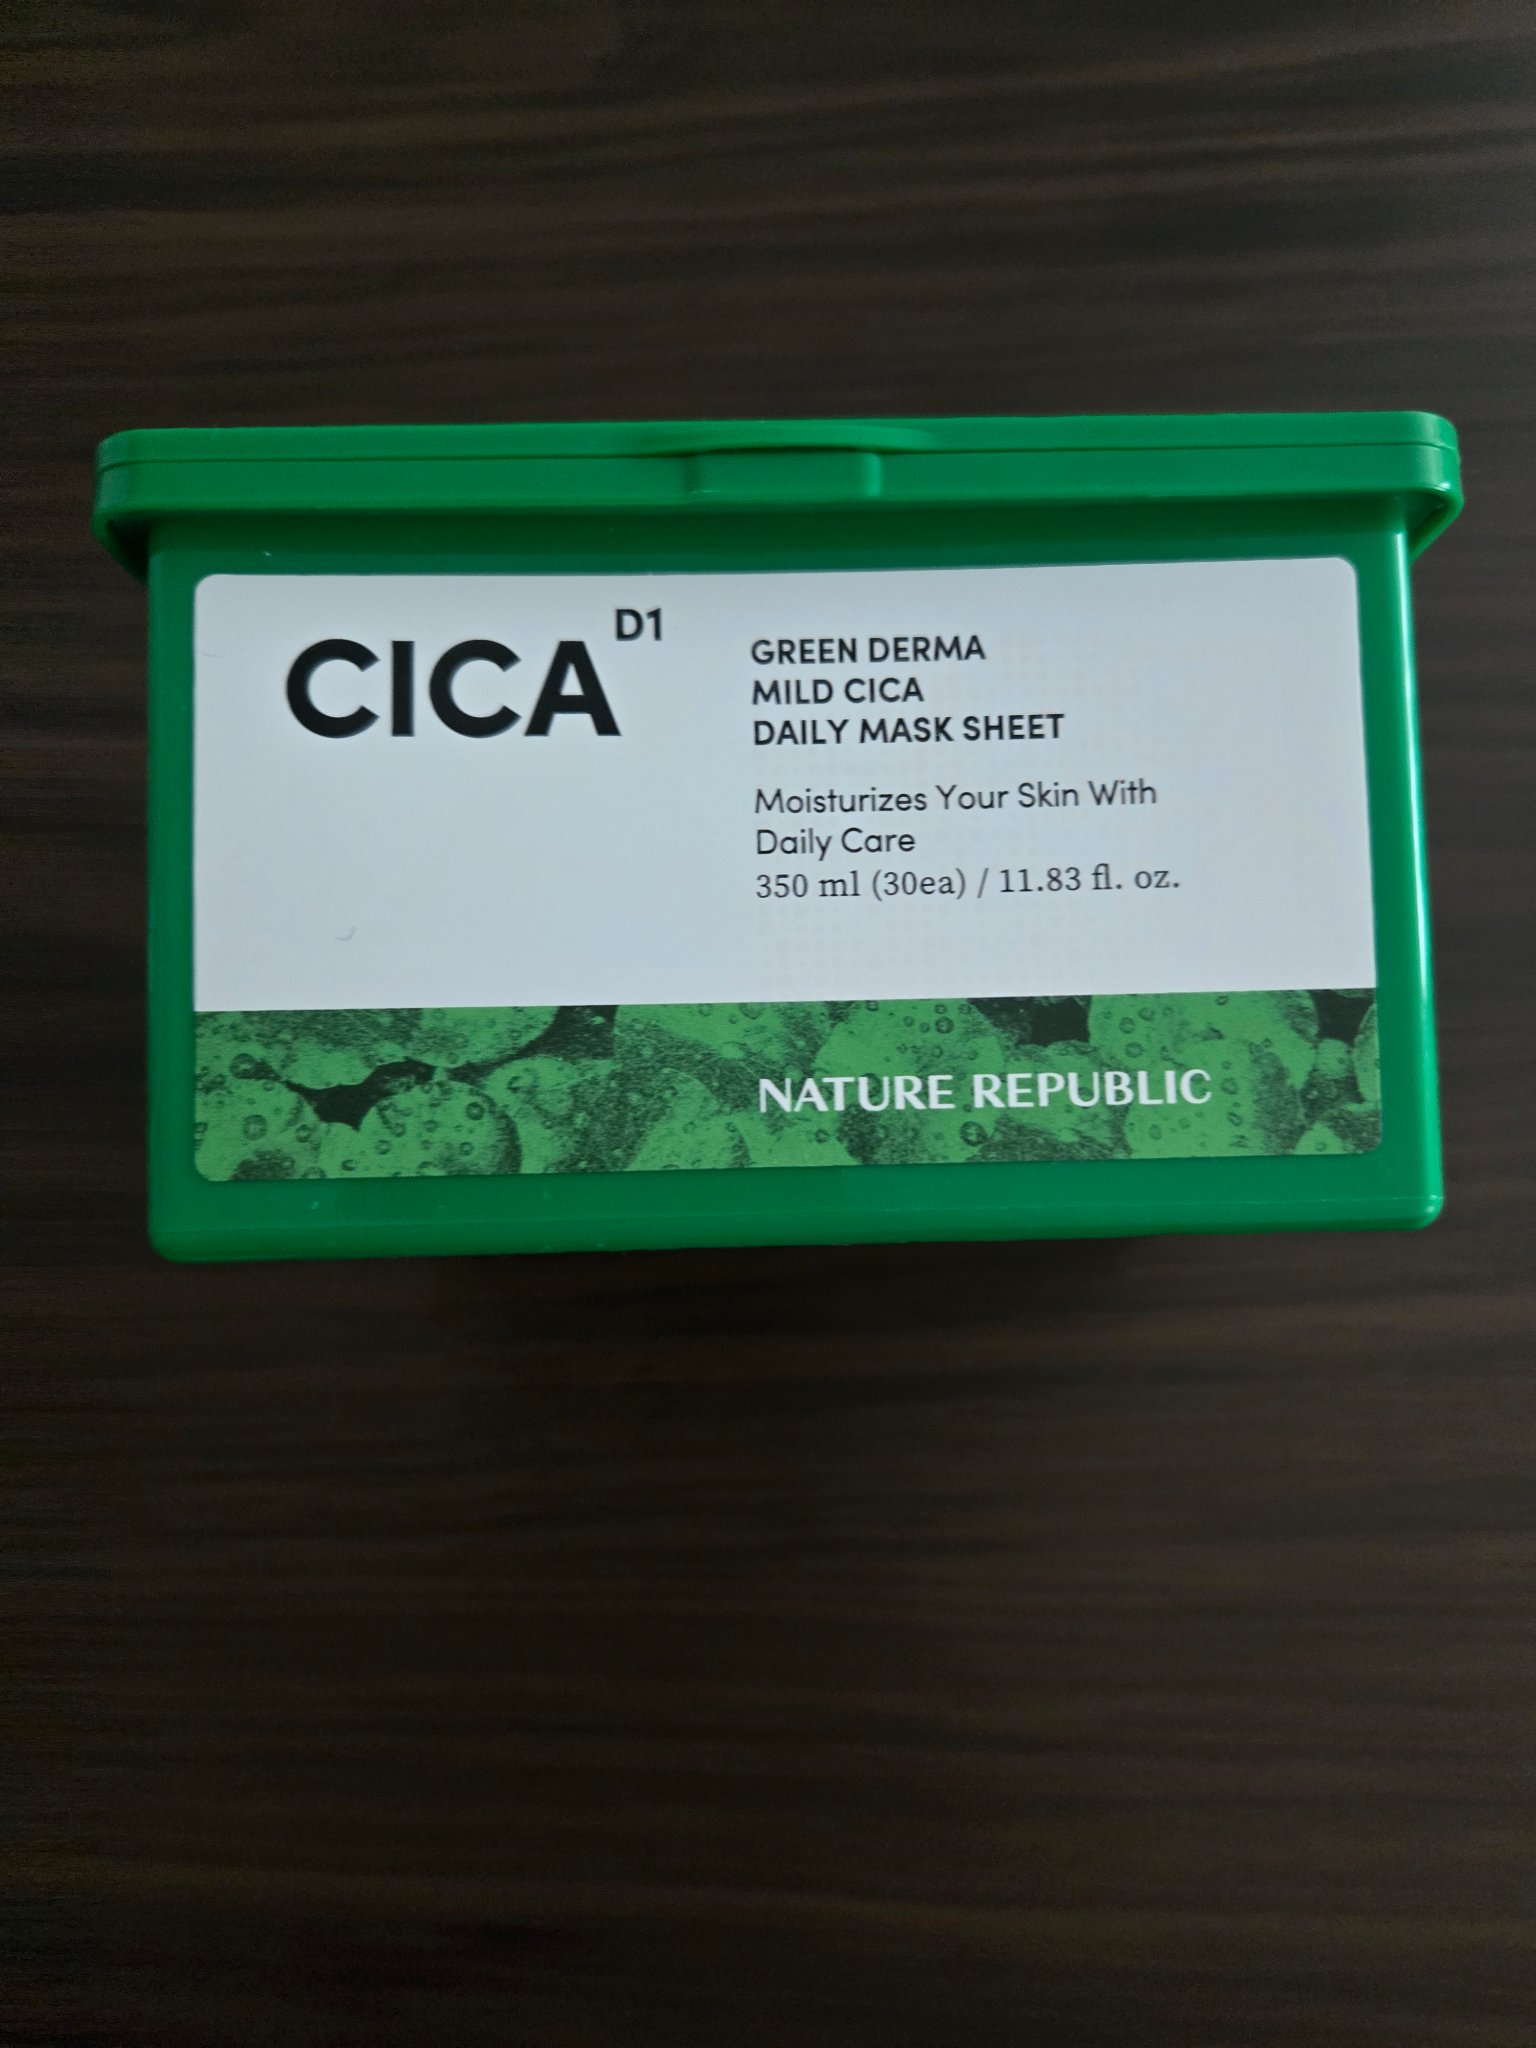 CICA D1
GREEN DERMA
MILD CICA
DAILY MASK SHEET
Moisturizes Your Skin With
Daily Care
350 ml (30ea) / 11.83 fl. oz.
NATURE REPUBLIC